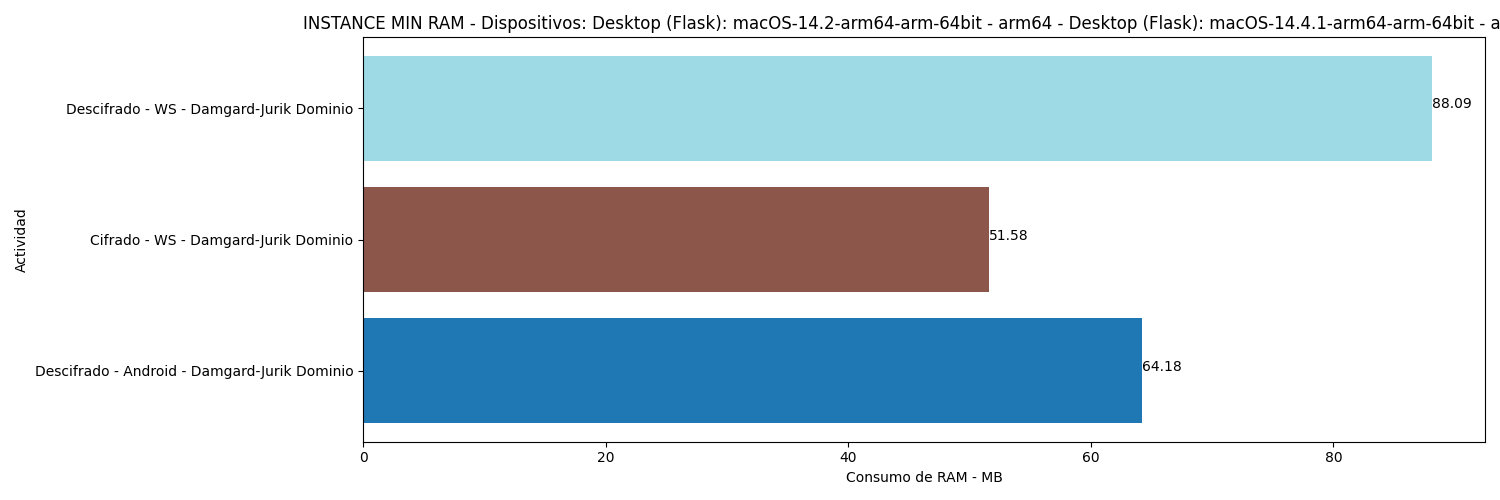 INSTANCE MIN RAM - Dispositivos: Desktop (Flask): macOS-14.2-arm64-arm-64bit - arm64 - Desktop (Flask): macOS-14.4.1-arm64-arm-64bit - a
Descifrado - WS - Damgard-Jurik Dominio
88.09
Cifrado - WS - Damgard-Jurik Dominio
51.58
Descifrado - Android - Damgard-Jurik Dominio
64.18
Actividad
0 20 40 60 80
Consumo de RAM - MB